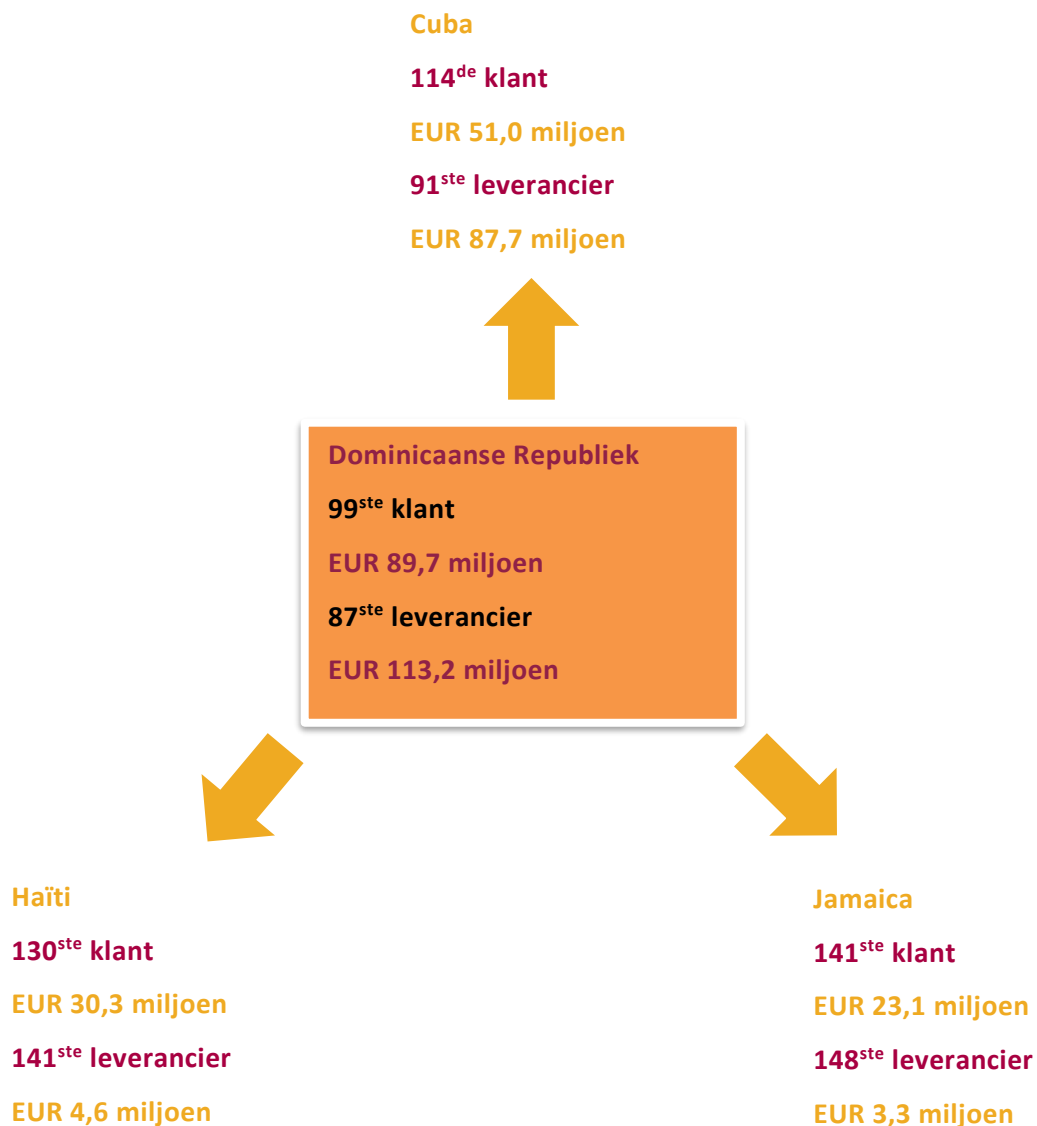 Cuba
114de klant
EUR 51,0 miljoen
91ste leverancier
EUR 87,7 miljoen
Dominicaanse Republiek
99ste klant
EUR 89,7 miljoen
87ste leverancier
EUR 113,2 miljoen
Haïti
130ste klant
EUR 30,3 miljoen
141ste leverancier
EUR 4,6 miljoen
Jamaica
141ste klant
EUR 23,1 miljoen
148ste leverancier
EUR 3,3 miljoen